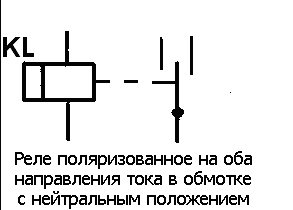 KL
Реле поляризованное на оба
направления тока в обмотке
с нейтральным положением